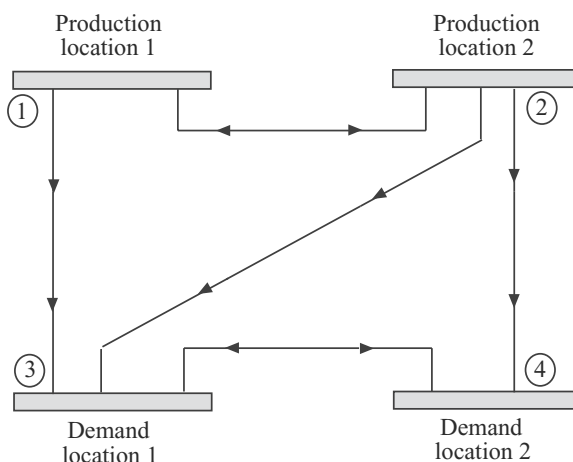 Production
location 1
Production
location 2
1
2
3
4
Demand
location 1
Demand
location 2